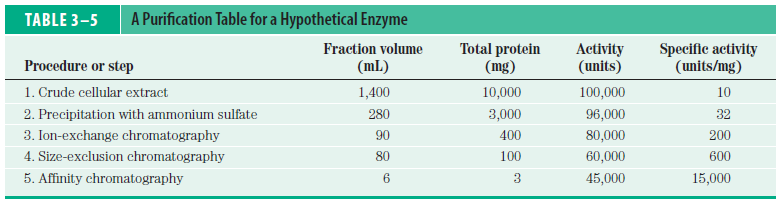 TABLE 3–5 A Purification Table for a Hypothetical Enzyme
Fraction volume Total protein Activity Specific activity
Procedure or step (mL) (mg) (units) (units/mg)
1. Crude cellular extract 1,400 10,000 100,000 10
2. Precipitation with ammonium sulfate 280 3,000 96,000 32
3. Ion-exchange chromatography 90 400 80,000 200
4. Size-exclusion chromatography 80 100 60,000 600
5. Affinity chromatography 6 3 45,000 15,000